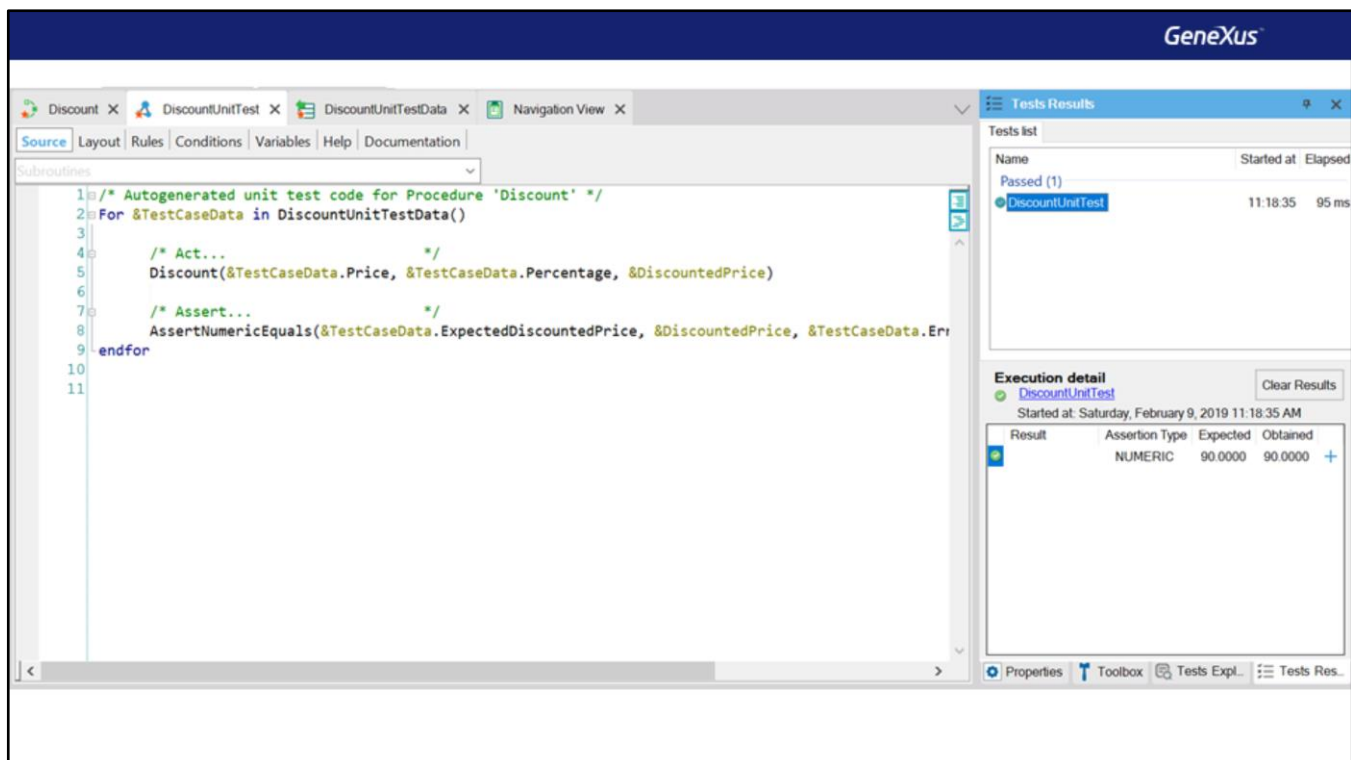 GeneXus
Discount
DiscountUnitTest
DiscountUnitTestData
Navigation View
Source Layout Rules Conditions Variables Help Documentation
Subroutines
1 /* Autogenerated unit test code for Procedure 'Discount' */
2 For &TestCaseData in DiscountUnitTestData()
3
4 /* Act... */
5 Discount(&TestCaseData.Price, &TestCaseData.Percentage, &DiscountedPrice)
6
7 /* Assert... */
8 AssertNumericEquals(&TestCaseData.ExpectedDiscountedPrice, &DiscountedPrice, &TestCaseData.Err
9 endfor
10
11
Tests Results
Tests list
Name Started at Elapsed
Passed (1)
DiscountUnitTest 11:18:35 95 ms
Execution detail
Clear Results
DiscountUnitTest
Started at: Saturday, February 9, 2019 11:18:35 AM
Result Assertion Type Expected Obtained
NUMERIC 90.0000 90.0000 +
Properties Toolbox Tests Expl... Tests Res...